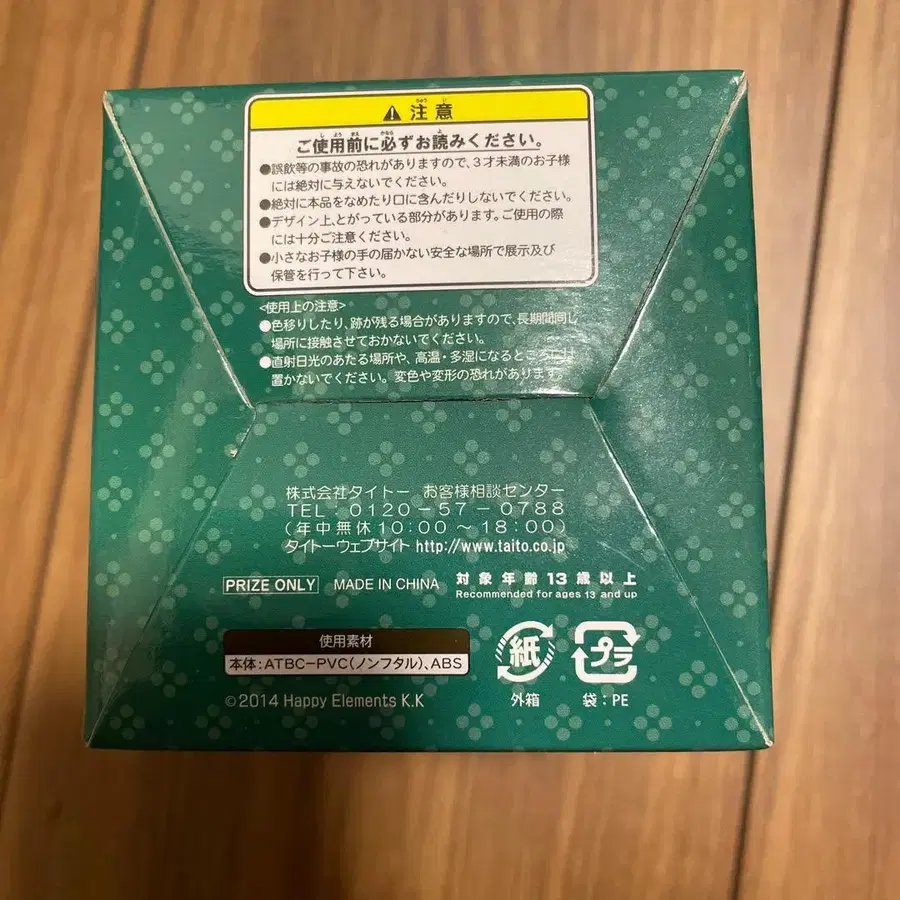 ⚠注意
ご使用前に必ずお読みください。
●誤飲等の事故の恐れがありますので、3才未満のお子様
には絶対に与えないでください。
●絶対に本品をなめたり口に含んだりしないでください。
●デザイン上、とがっている部分があります。ご使用の際
には十分ご注意ください。
●小さなお子様の手の届かない安全な場所で展示及び
保管を行って下さい。
<使用上の注意>
●色移りしたり、跡が残る場合がありますので、長期間同じ
場所に接触させておかないでください。
●直射日光のあたる場所や、高温・多湿になるところには
置かないでください。変色や変形の恐れがあります。
株式会社タイトー お客様相談センター
TEL:0120-57-0788
(年中無休10:00~18:00)
タイトーウェブサイト http://www.taito.co.jp
PRIZE ONLY MADE IN CHINA 対象年齢13歳以上
Recommended for ages 13 and up
使用素材
本体:ATBC-PVC(ノンフタル)、ABS
©2014 Happy Elements K.K
紙 プラ
外箱 袋:PE